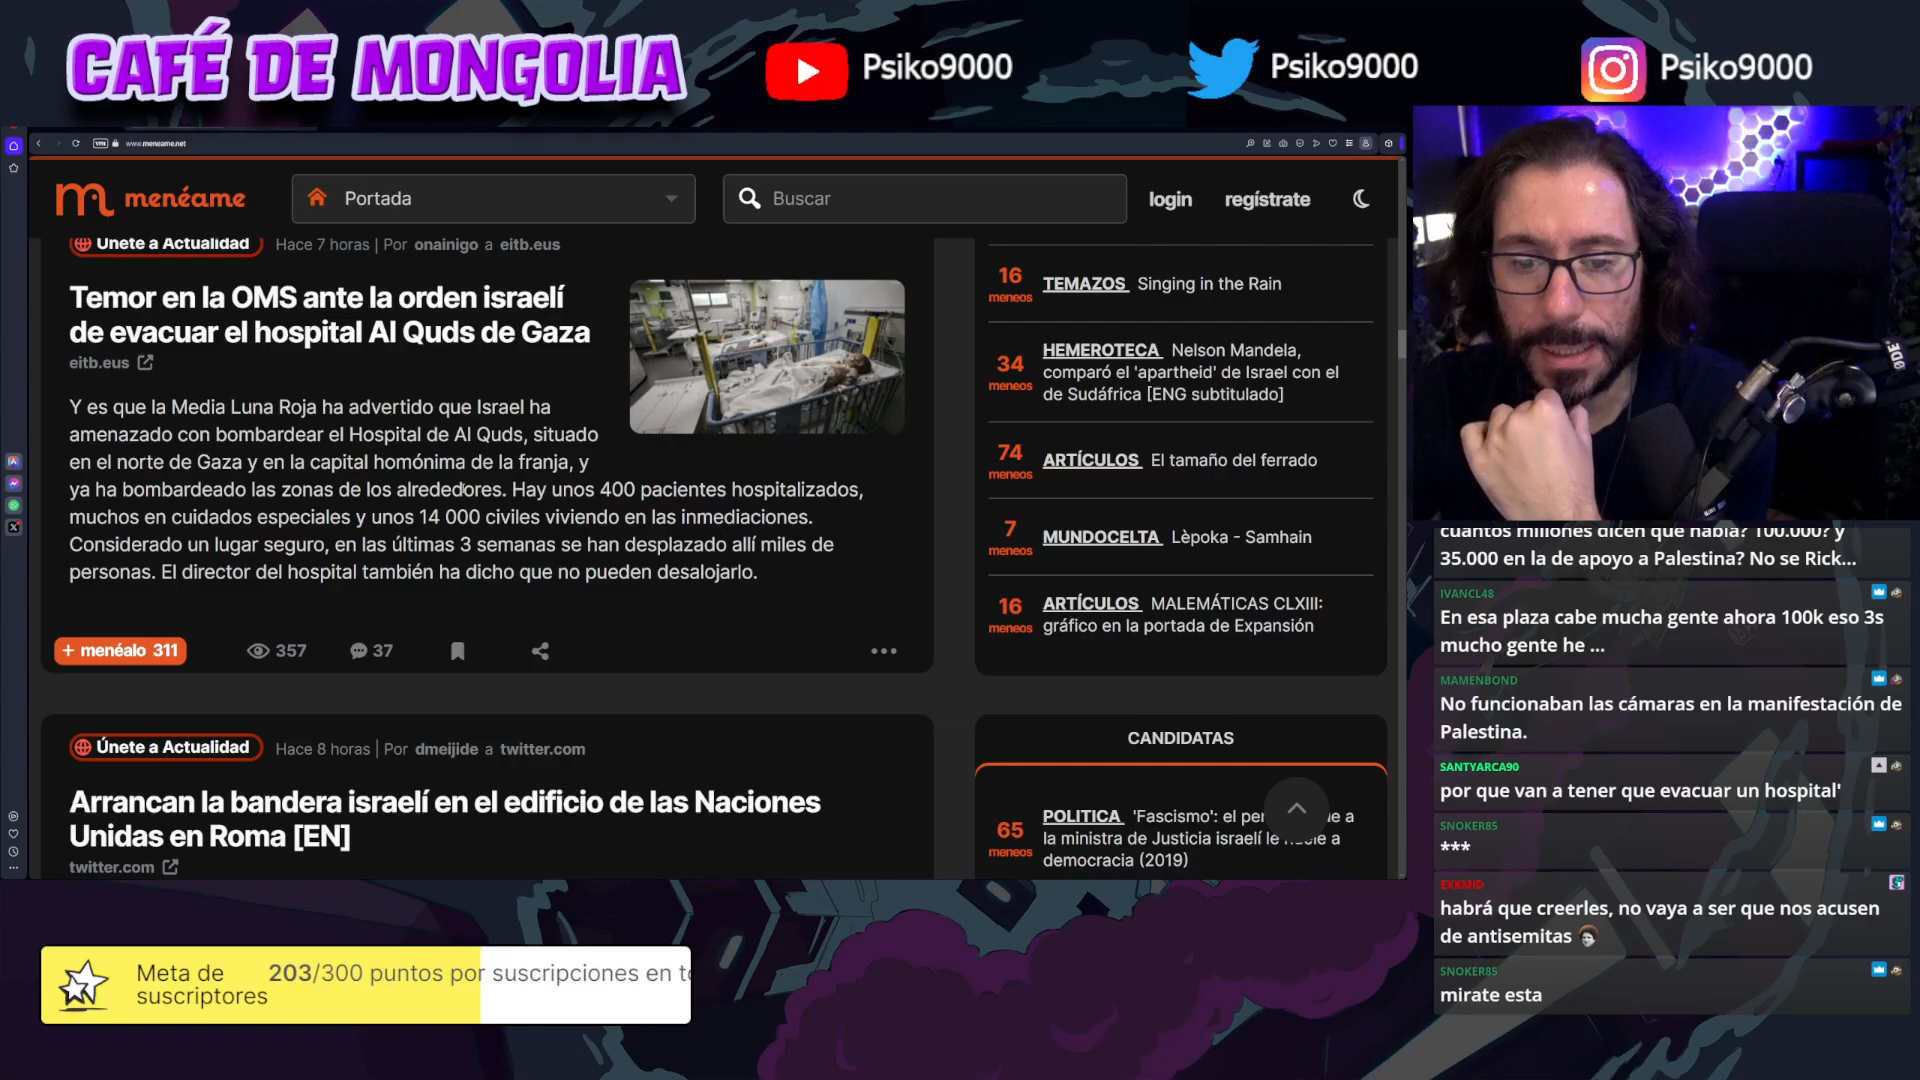 CAFÉ DE MONGOLIA
Psiko9000
Psiko9000
Psiko9000
VPN
www.meneame.net
menéame
Portada
Buscar
login
regístrate
Únete a Actualidad
Hace 7 horas | Por onainigo a eitb.eus
Temor en la OMS ante la orden israelí
de evacuar el hospital Al Quds de Gaza
eitb.eus
Y es que la Media Luna Roja ha advertido que Israel ha
amenazado con bombardear el Hospital de Al Quds, situado
en el norte de Gaza y en la capital homónima de la franja, y
ya ha bombardeado las zonas de los alrededores. Hay unos 400 pacientes hospitalizados,
muchos en cuidados especiales y unos 14 000 civiles viviendo en las inmediaciones.
Considerado un lugar seguro, en las últimas 3 semanas se han desplazado allí miles de
personas. El director del hospital también ha dicho que no pueden desalojarlo.
+ menéalo 311
357
37
Únete a Actualidad
Hace 8 horas | Por dmeijide a twitter.com
Arrancan la bandera israelí en el edificio de las Naciones
Unidas en Roma [EN]
twitter.com
16
meneos
TEMAZOS Singing in the Rain
34
meneos
HEMEROTECA Nelson Mandela,
comparó el 'apartheid' de Israel con el
de Sudáfrica [ENG subtitulado]
74
meneos
ARTÍCULOS El tamaño del ferrado
7
meneos
MUNDOCELTA Lèpoka - Samhain
16
meneos
ARTÍCULOS MALEMÁTICAS CLXIII:
gráfico en la portada de Expansión
CANDIDATAS
65
meneos
POLITICA 'Fascismo': el a
la ministra de Justicia israelí le a
democracia (2019)
cuantos millones dicen que había? 100.000? y
35.000 en la de apoyo a Palestina? No se Rick...
IVANCL48
En esa plaza cabe mucha gente ahora 100k eso 3s
mucho gente he ...
MAMENBOND
No funcionaban las cámaras en la manifestación de
Palestina.
SANTYARCA90
por que van a tener que evacuar un hospital'
SNOKER85
***
EXKMID
habrá que creerles, no vaya a ser que nos acusen
de antisemitas
SNOKER85
mirate esta
Meta de
suscriptores
203/300 puntos por suscripciones en